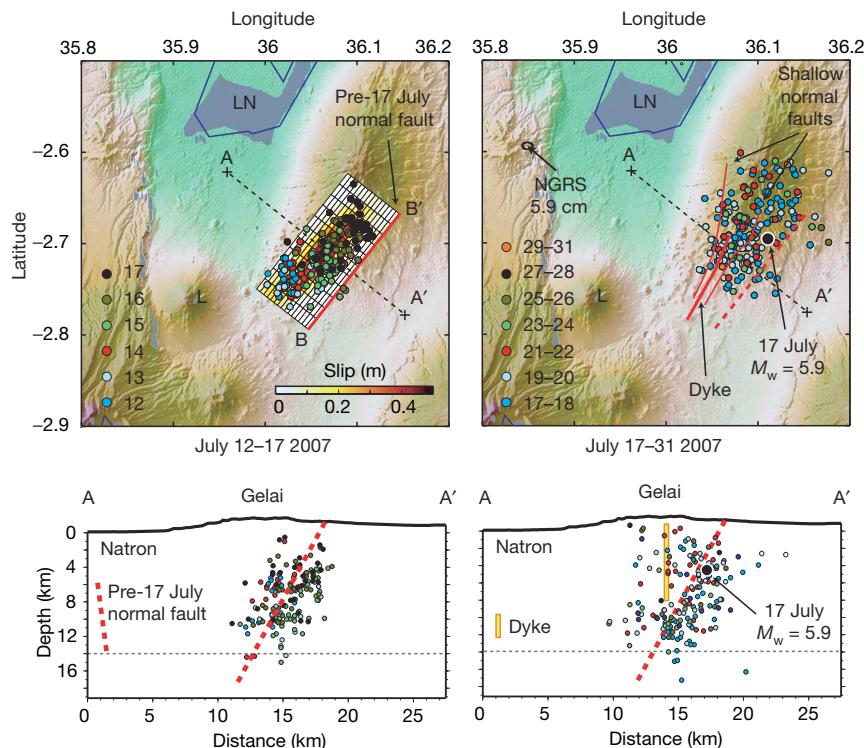 Longitude
35.8 35.9 36 36.1 36.2
Latitude
−2.6
−2.7
−2.8
−2.9
LN
Pre-17 July
normal fault
A
B′
A′
B
L
17
16
15
14
13
12
Slip (m)
0 0.2 0.4
July 12–17 2007
Longitude
35.8 35.9 36 36.1 36.2
LN
Shallow
normal
faults
A
NGRS
5.9 cm
L
A′
29–31
27–28
25–26
23–24
21–22
19–20
17–18
17 July
Mw = 5.9
Dyke
July 17–31 2007
A Gelai A′
Depth (km)
0
4
8
12
16
Natron
Pre-17 July
normal fault
0 5 10 15 20 25
Distance (km)
A Gelai A′
Natron
Dyke
17 July
Mw = 5.9
0 5 10 15 20 25
Distance (km)